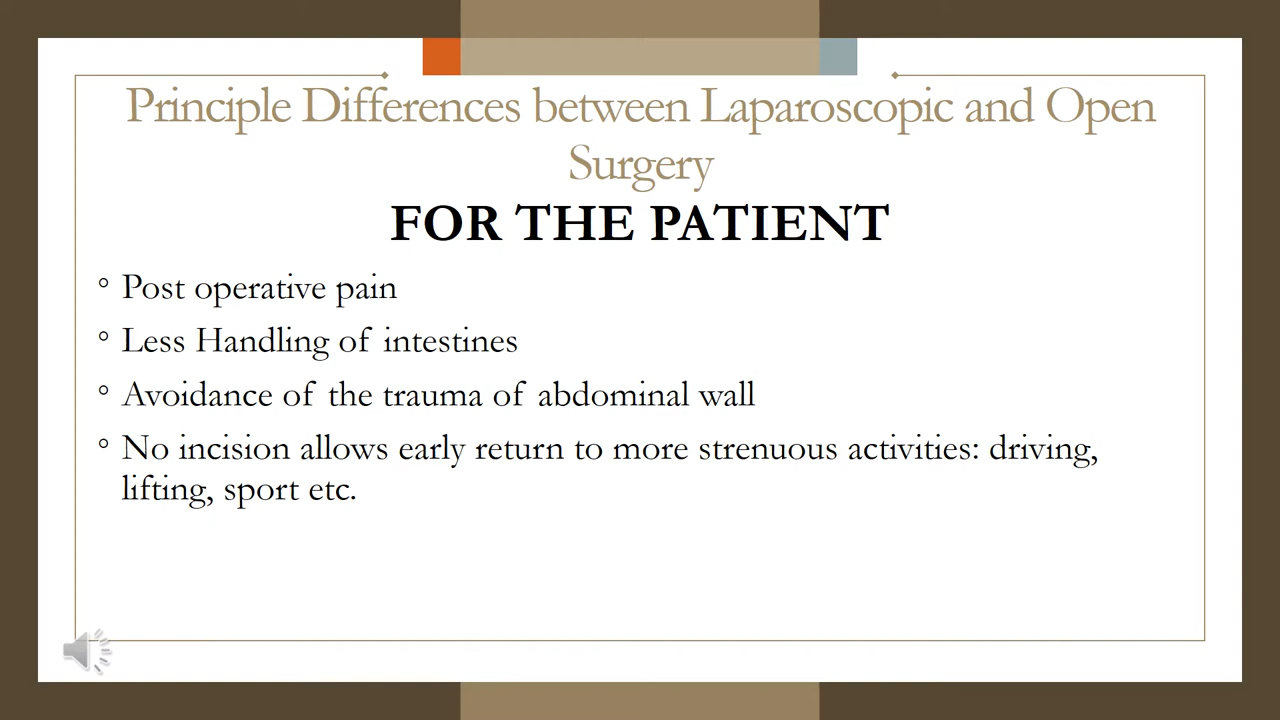 Principle Differences between Laparoscopic and Open
Surgery
FOR THE PATIENT
° Post operative pain
° Less Handling of intestines
° Avoidance of the trauma of abdominal wall
° No incision allows early return to more strenuous activities: driving,
lifting, sport etc.